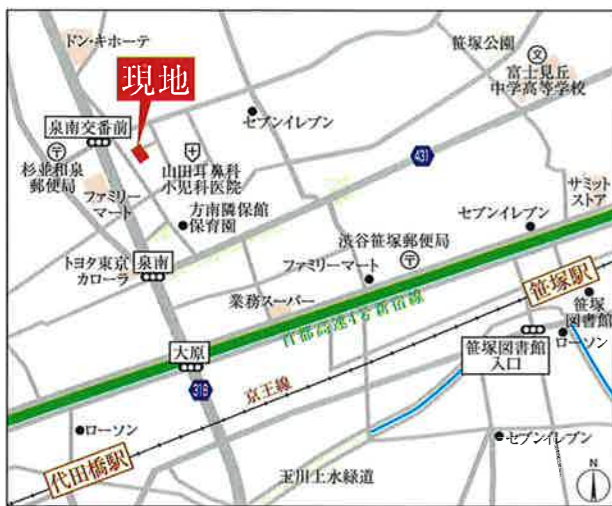 ドン・キホーテ
笹塚公園
富士見丘
中学高等学校
現地
セブンイレブン
泉南交番前
杉並和泉
郵便局
山田耳鼻科
小児科医院
431
ファミリー
マート
方南隣保館
保育園
サミット
ストア
セブンイレブン
渋谷笹塚郵便局
トヨタ東京
カローラ
泉南
ファミリーマート
笹塚駅
業務スーパー
笹塚
図書館
首都高速4号新宿線
ローソン
大原
笹塚図書館
入口
318
京王線
ローソン
セブンイレブン
代田橋駅
玉川上水緑道
N